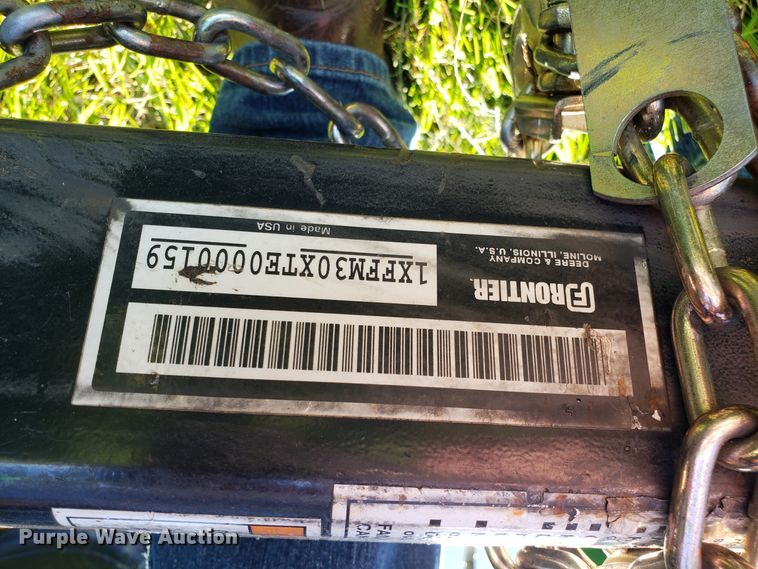 FRONTIER
DEERE & COMPANY
MOLINE, ILLINOIS, U.S.A.
1XFFM30XTE0000159
Made in USA
Purple Wave Auction